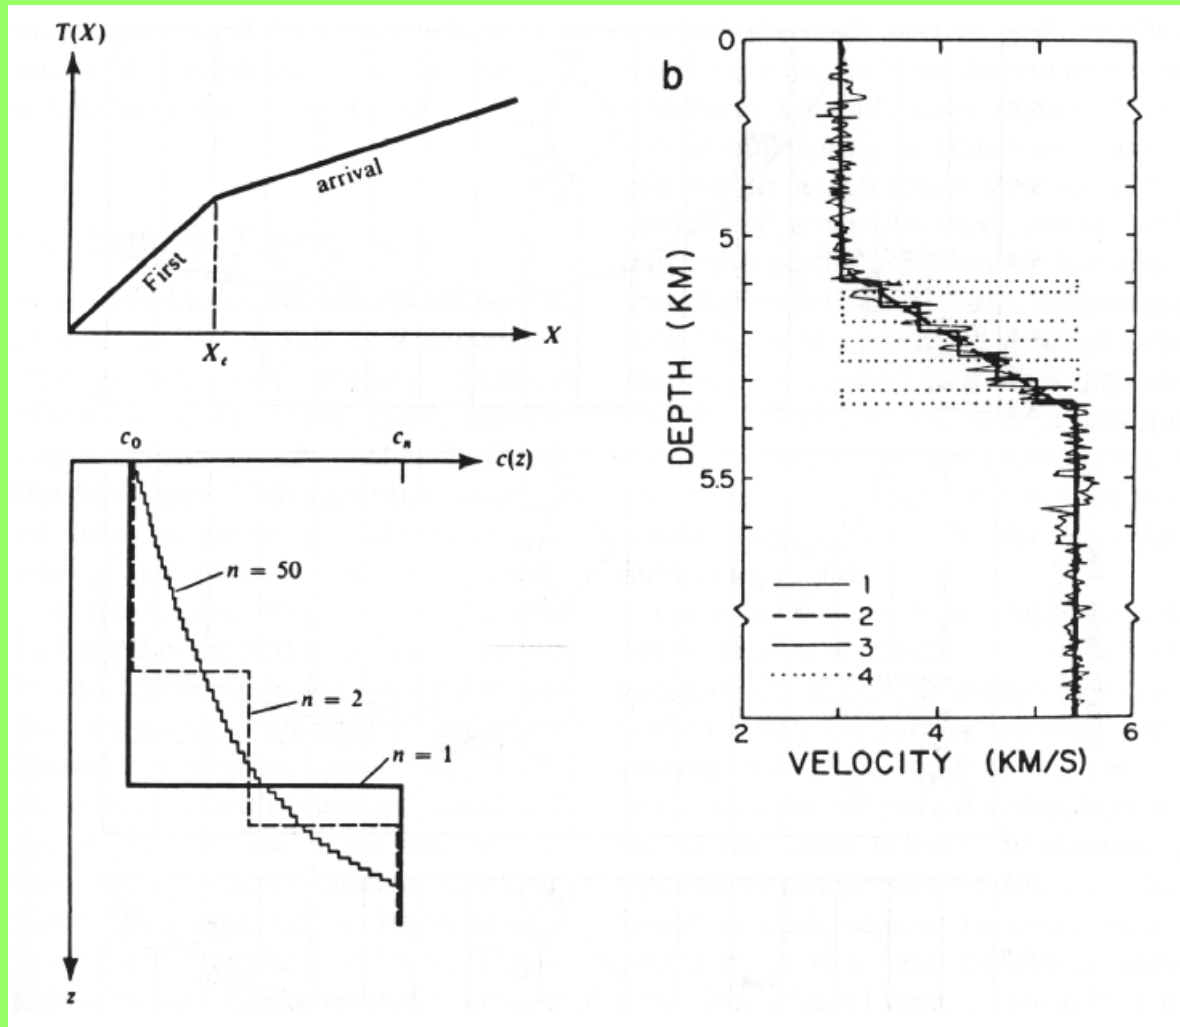 T(X)
First
arrival
X_c
X
c_0
c_n
c(z)
n = 50
n = 2
n = 1
z
b
0
5
5.5
DEPTH (KM)
1
2
3
4
2
4
6
VELOCITY (KM/S)